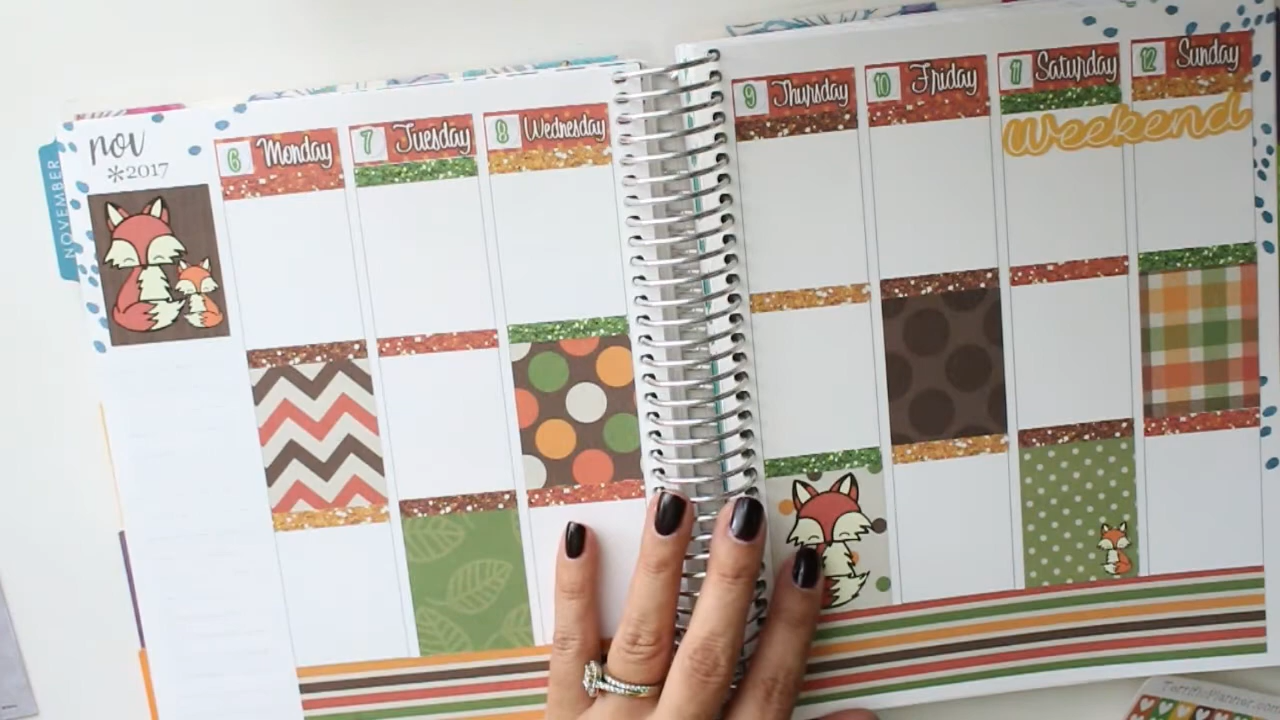 nov
*2017
NOVEMBER
6 Monday
7 Tuesday
8 Wednesday
9 Thursday
10 Friday
11 Saturday
12 Sunday
Weekend
TerrificPlanner.com